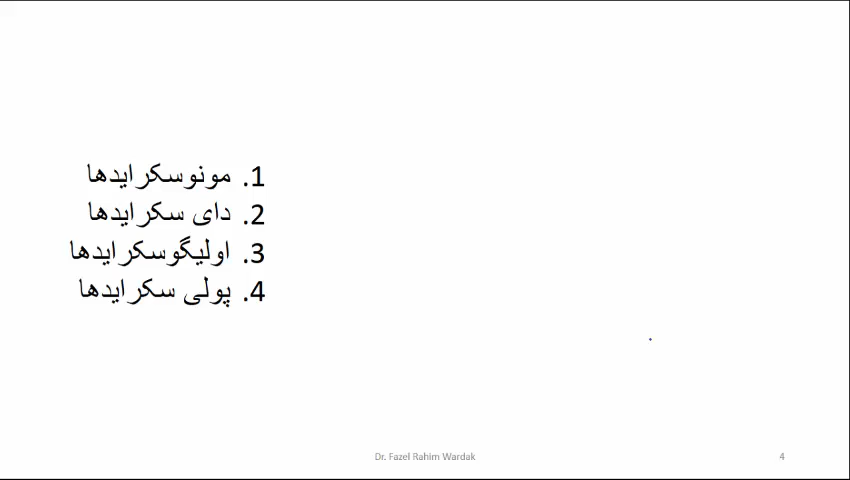 1. مونوسکرایدها
2. دای سکرایدها
3. اولیگوسکرایدها
4. پولی سکرایدها
Dr. Fazel Rahim Wardak
4